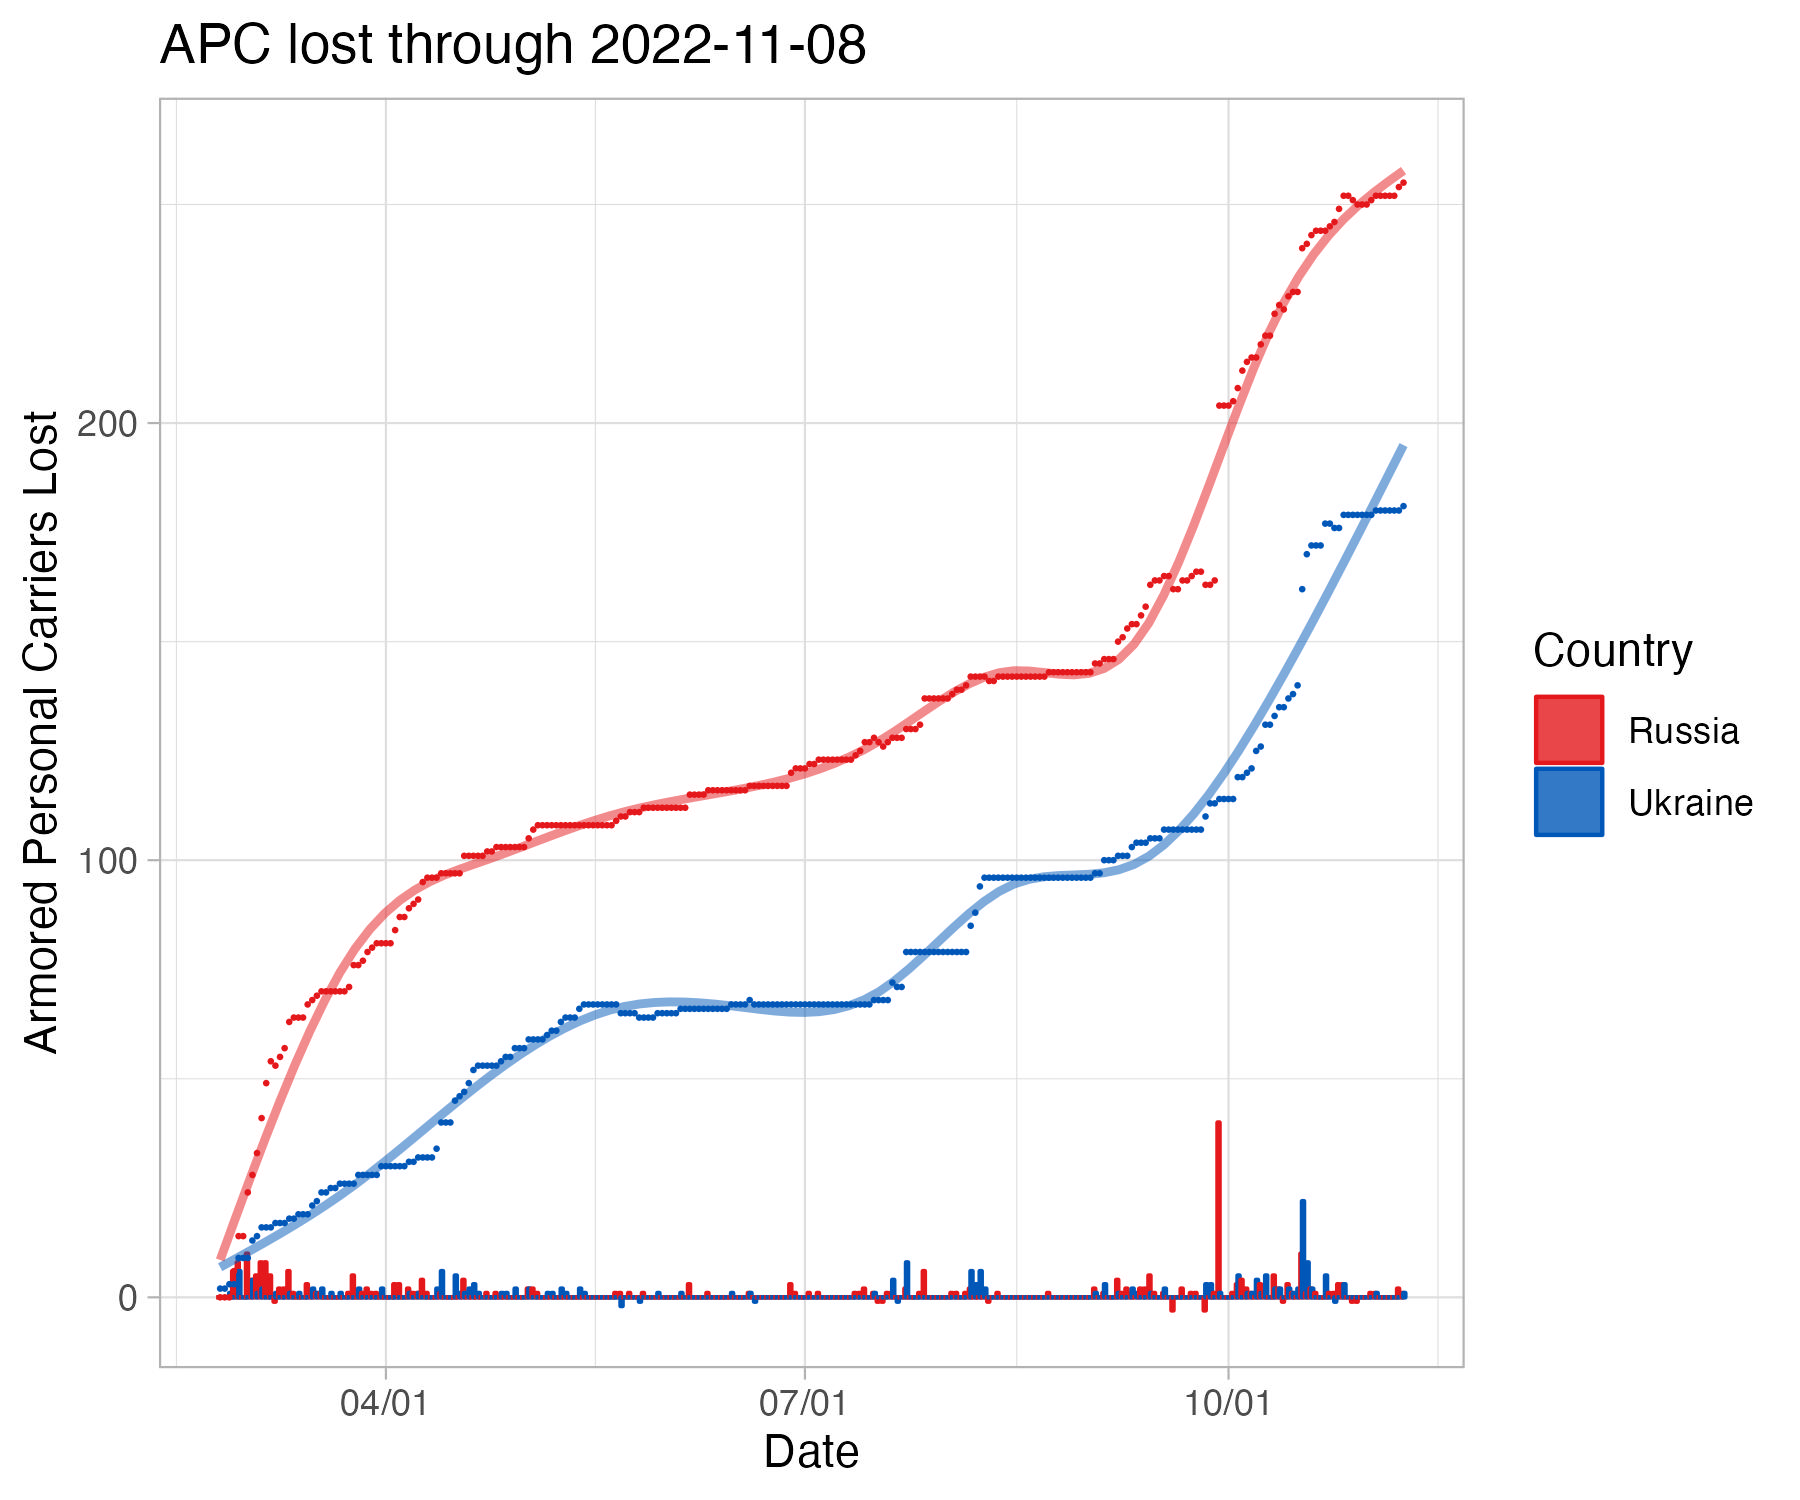 APC lost through 2022-11-08
Armored Personal Carriers Lost
200
100
0
04/01
07/01
10/01
Date
Country
Russia
Ukraine